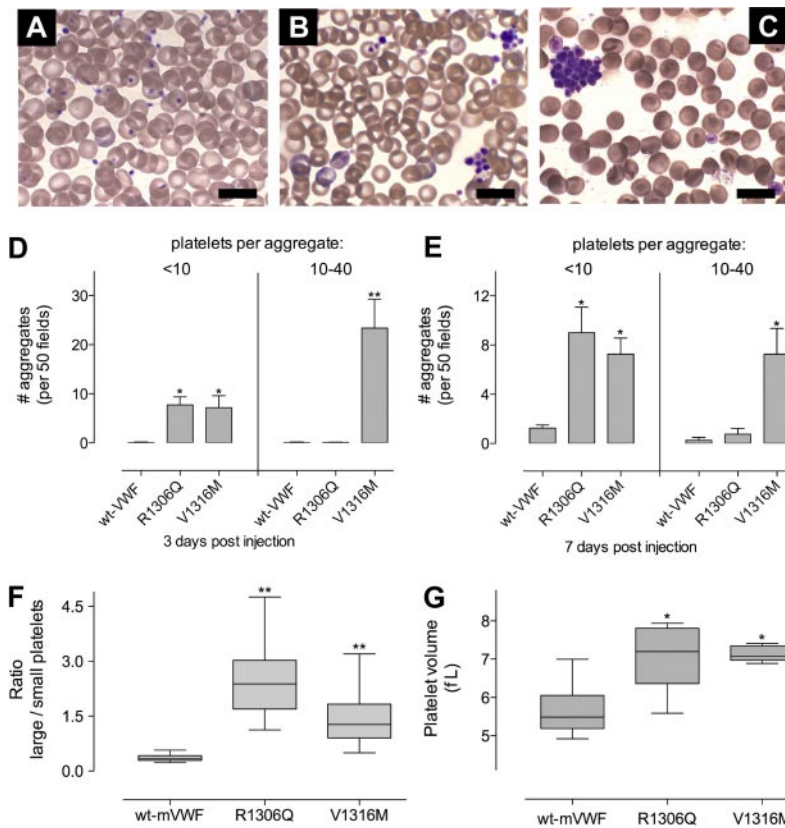 A
B
C
D
platelets per aggregate:
<10 10-40
# aggregates
(per 50 fields)
30
20
10
0
* * **
wt-VWF R1306Q V1316M wt-VWF R1306Q V1316M
3 days post injection
E
platelets per aggregate:
<10 10-40
# aggregates
(per 50 fields)
12
8
4
0
* * *
wt-VWF R1306Q V1316M wt-VWF R1306Q V1316M
7 days post injection
F
Ratio
large / small platelets
4.5
3.0
1.5
0.0
** **
wt-mVWF R1306Q V1316M
G
Platelet volume
(fL)
8
7
6
5
* *
wt-mVWF R1306Q V1316M